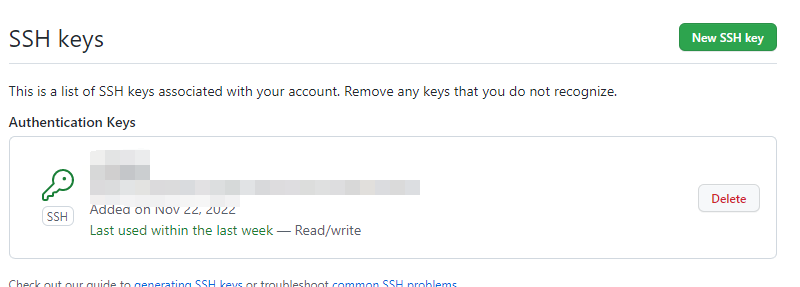 SSH keys
New SSH key
This is a list of SSH keys associated with your account. Remove any keys that you do not recognize.
Authentication Keys
SSH
Added on Nov 22, 2022
Delete
Last used within the last week — Read/write
Check out our guide to generating SSH keys or troubleshoot common SSH problems.